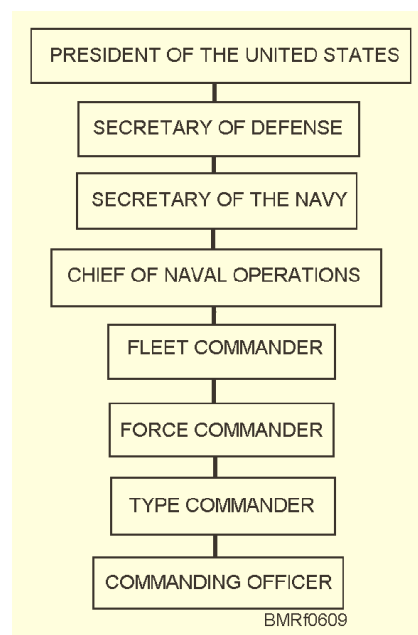 PRESIDENT OF THE UNITED STATES
SECRETARY OF DEFENSE
SECRETARY OF THE NAVY
CHIEF OF NAVAL OPERATIONS
FLEET COMMANDER
FORCE COMMANDER
TYPE COMMANDER
COMMANDING OFFICER
BMRf0609